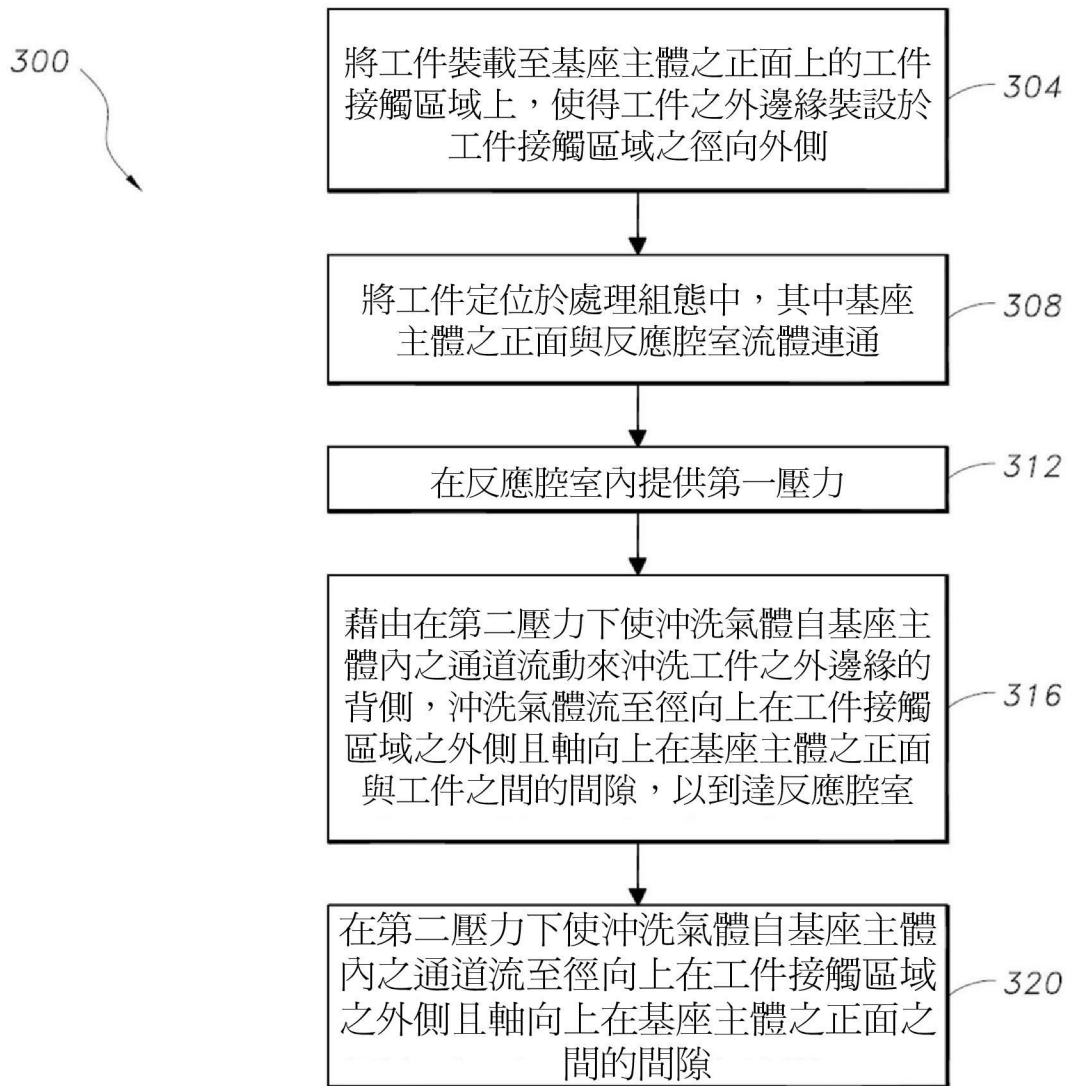 300
將工件裝載至基座主體之正面上的工件
接觸區域上，使得工件之外邊緣裝設於
工件接觸區域之徑向外側
304
將工件定位於處理組態中，其中基座
主體之正面與反應腔室流體連通
308
在反應腔室內提供第一壓力
312
藉由在第二壓力下使沖洗氣體自基座主
體內之通道流動來沖洗工件之外邊緣的
背側，沖洗氣體流至徑向上在工件接觸
區域之外側且軸向上在基座主體之正面
與工件之間的間隙，以到達反應腔室
316
在第二壓力下使沖洗氣體自基座主體
內之通道流至徑向上在工件接觸區域
之外側且軸向上在基座主體之正面之
間的間隙
320